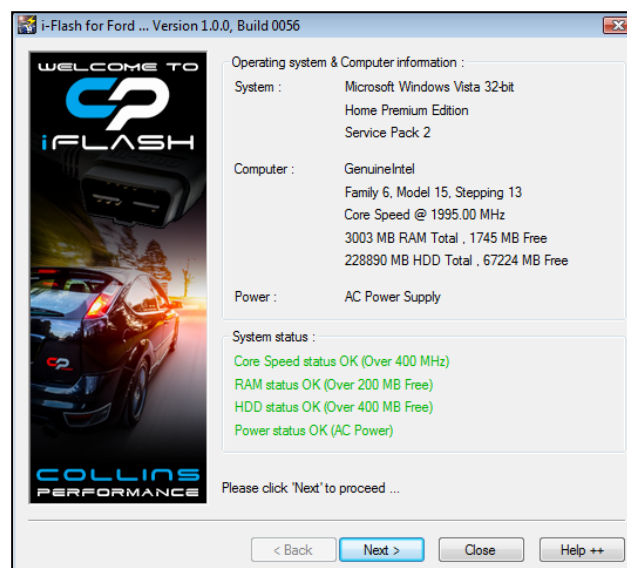 i-Flash for Ford ... Version 1.0.0, Build 0056
WELCOME TO
CP
iFLASH
COLLINS
PERFORMANCE
Operating system & Computer information :
System : Microsoft Windows Vista 32-bit
Home Premium Edition
Service Pack 2
Computer : GenuineIntel
Family 6, Model 15, Stepping 13
Core Speed @ 1995.00 MHz
3003 MB RAM Total , 1745 MB Free
228890 MB HDD Total , 67224 MB Free
Power : AC Power Supply
System status :
Core Speed status OK (Over 400 MHz)
RAM status OK (Over 200 MB Free)
HDD status OK (Over 400 MB Free)
Power status OK (AC Power)
Please click 'Next' to proceed ...
< Back Next > Close Help ++